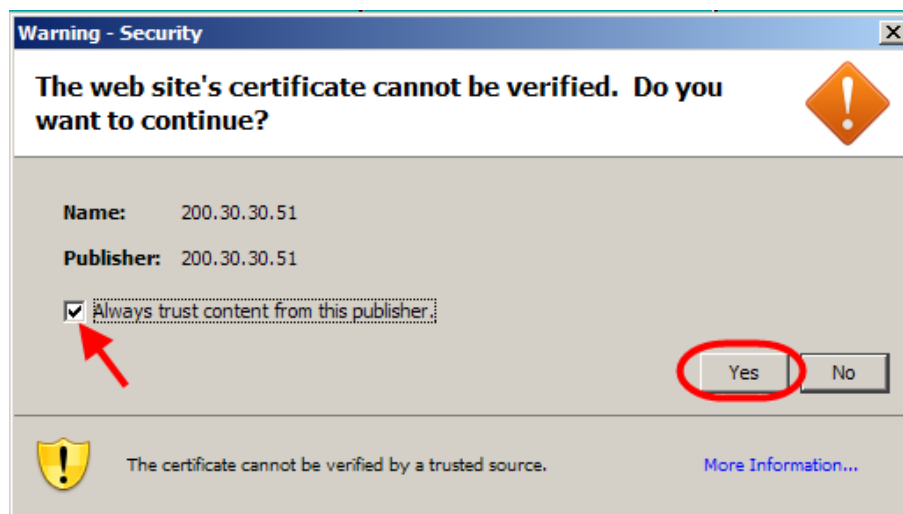 Warning - Security
The web site's certificate cannot be verified. Do you
want to continue?
Name: 200.30.30.51
Publisher: 200.30.30.51
Always trust content from this publisher.
Yes No
The certificate cannot be verified by a trusted source. More Information...